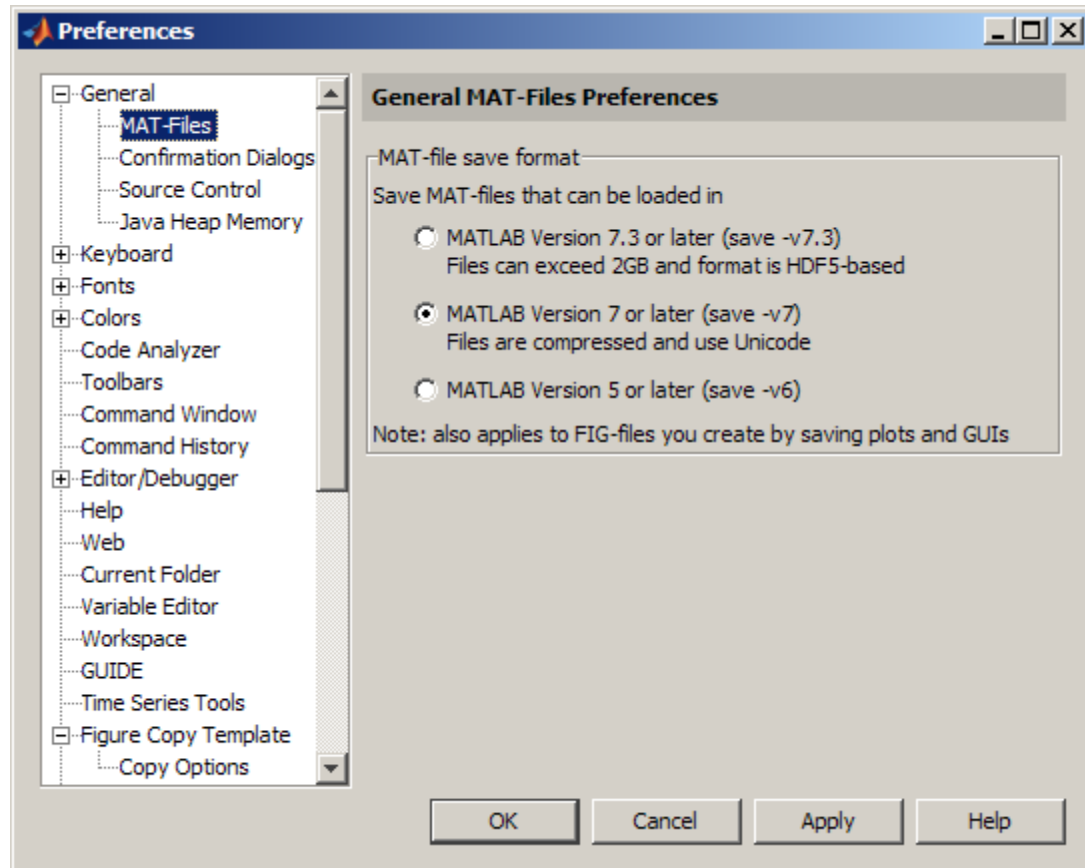 Preferences
General
MAT-Files
Confirmation Dialogs
Source Control
Java Heap Memory
Keyboard
Fonts
Colors
Code Analyzer
Toolbars
Command Window
Command History
Editor/Debugger
Help
Web
Current Folder
Variable Editor
Workspace
GUIDE
Time Series Tools
Figure Copy Template
Copy Options
General MAT-Files Preferences
MAT-file save format
Save MAT-files that can be loaded in
MATLAB Version 7.3 or later (save -v7.3)
Files can exceed 2GB and format is HDF5-based
MATLAB Version 7 or later (save -v7)
Files are compressed and use Unicode
MATLAB Version 5 or later (save -v6)
Note: also applies to FIG-files you create by saving plots and GUIs
OK Cancel Apply Help